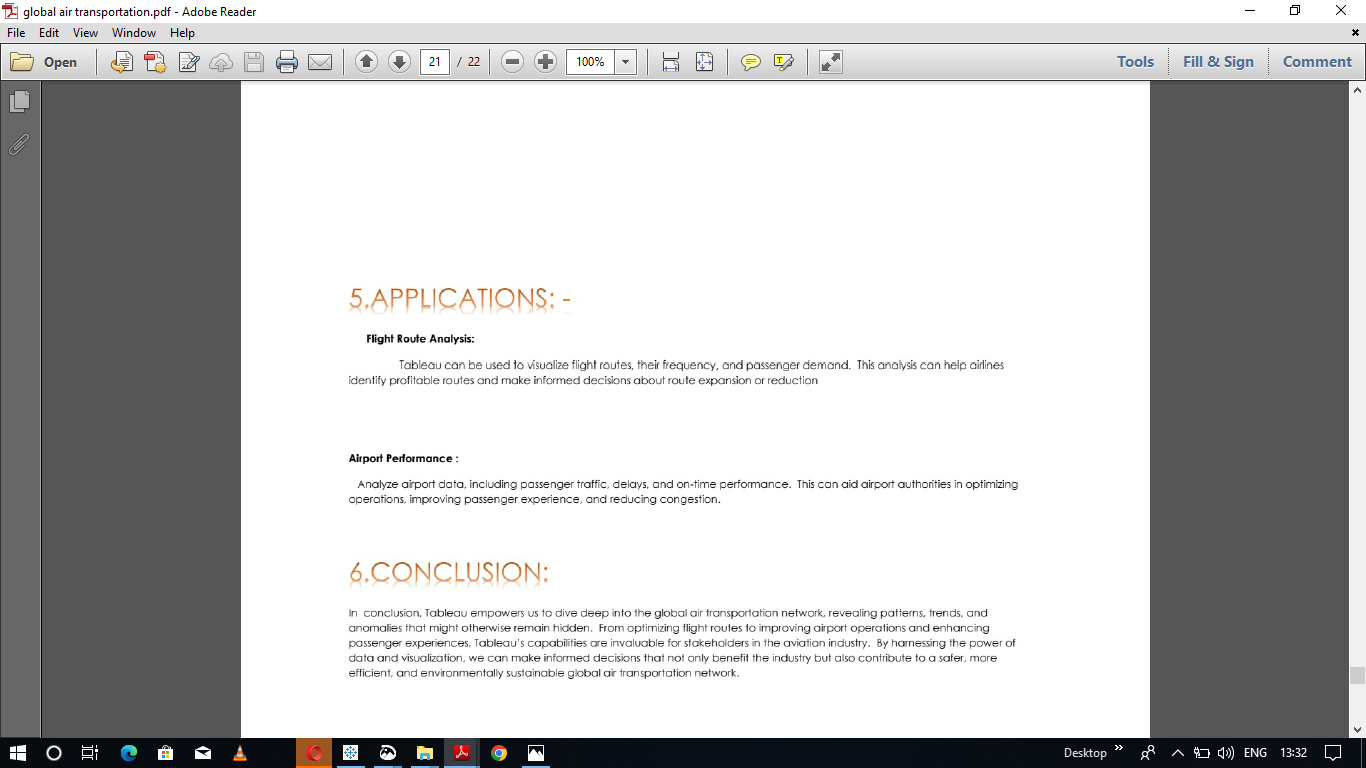 global air transportation.pdf - Adobe Reader
File Edit View Window Help
Open 21 / 22 100% Tools Fill & Sign Comment
5.APPLICATIONS: -
Flight Route Analysis:
Tableau can be used to visualize flight routes, their frequency, and passenger demand. This analysis can help airlines
identify profitable routes and make informed decisions about route expansion or reduction
Airport Performance :
Analyze airport data, including passenger traffic, delays, and on-time performance. This can aid airport authorities in optimizing
operations, improving passenger experience, and reducing congestion.
6.CONCLUSION:
In conclusion, Tableau empowers us to dive deep into the global air transportation network, revealing patterns, trends, and
anomalies that might otherwise remain hidden. From optimizing flight routes to improving airport operations and enhancing
passenger experiences, Tableau's capabilities are invaluable for stakeholders in the aviation industry. By harnessing the power of
data and visualization, we can make informed decisions that not only benefit the industry but also contribute to a safer, more
efficient, and environmentally sustainable global air transportation network.
Desktop » ENG 13:32